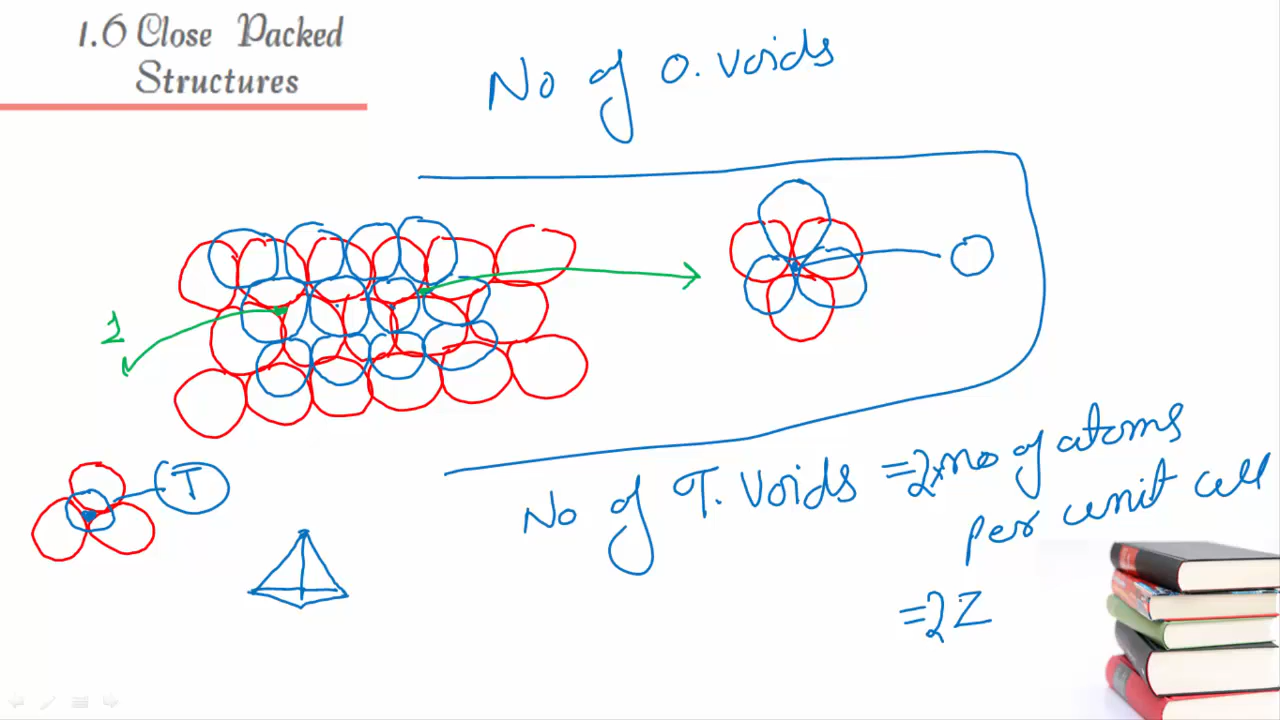 1.6 Close Packed
Structures
No of O. voids
1
O
T
No of T. Voids = 2x no of atoms
per unit cell
= 2Z